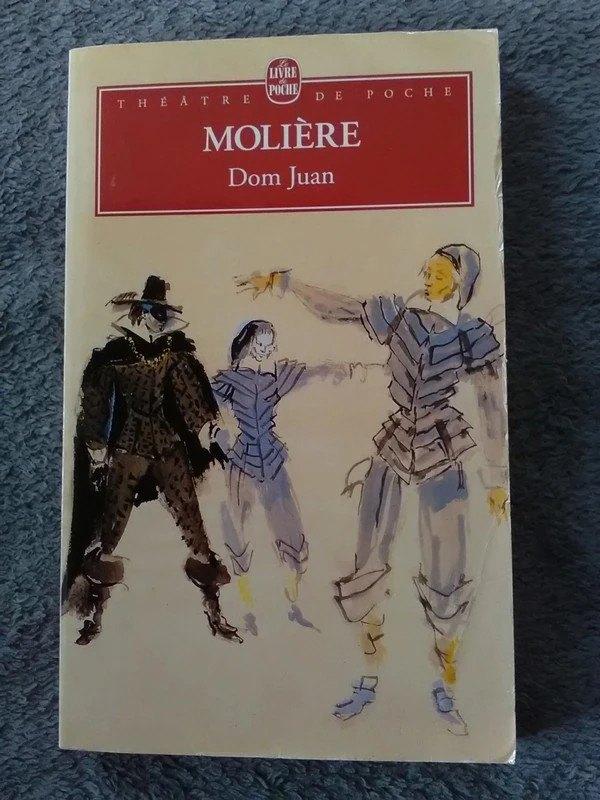 Le
LIVRE
de
POCHE
THÉÂTRE DE POCHE
MOLIÈRE
Dom Juan